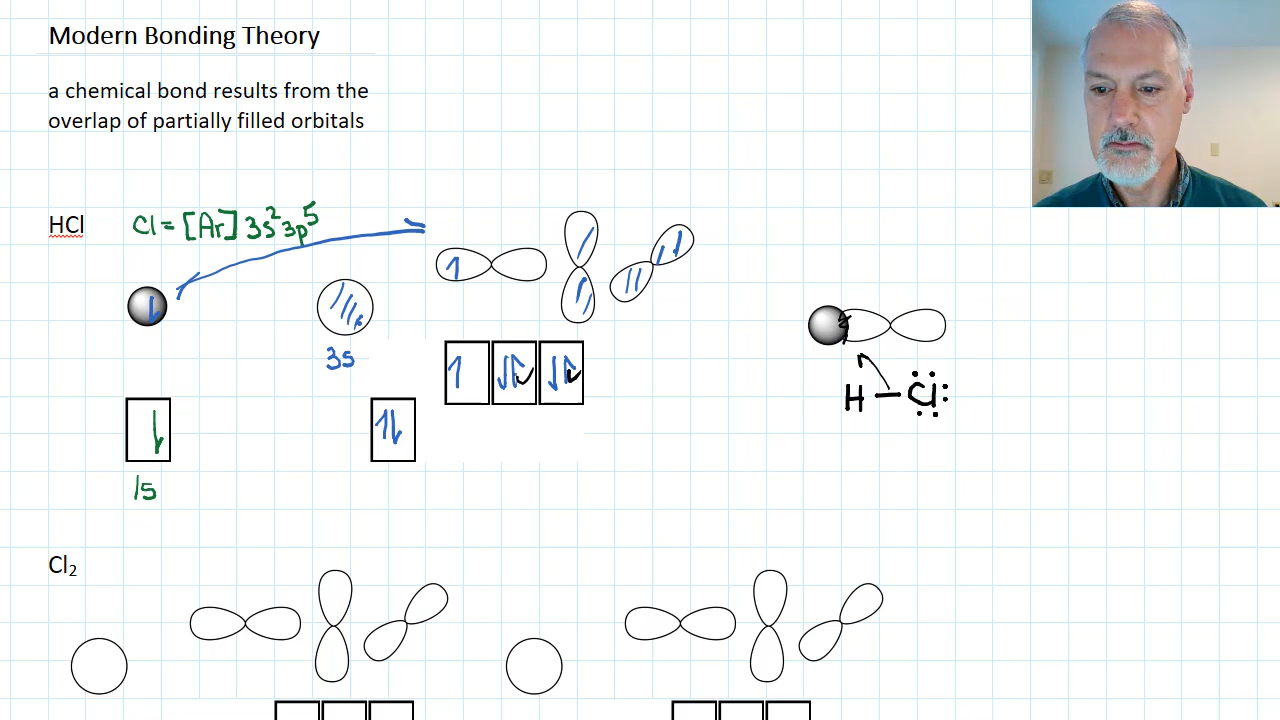 Modern Bonding Theory
a chemical bond results from the
overlap of partially filled orbitals
HCl
Cl = [Ar] 3s² 3p⁵
3s
H — Cl
1s
Cl₂